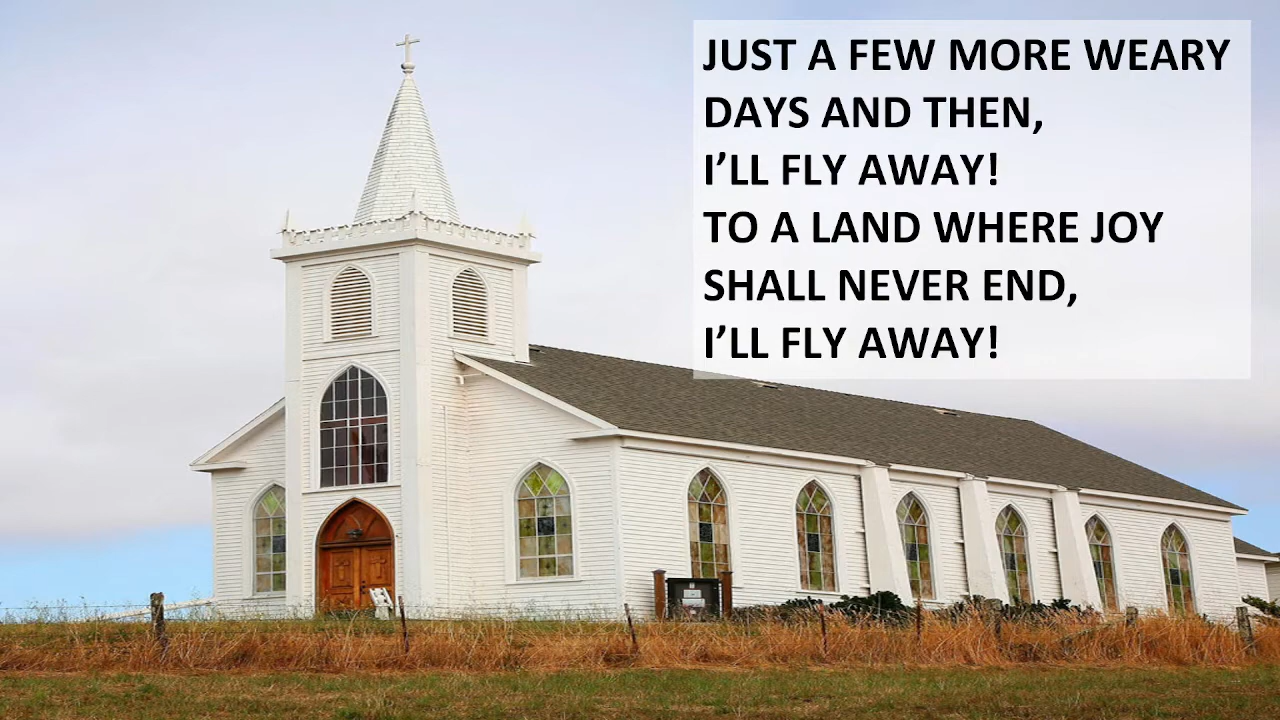 JUST A FEW MORE WEARY
DAYS AND THEN,
I’LL FLY AWAY!
TO A LAND WHERE JOY
SHALL NEVER END,
I’LL FLY AWAY!